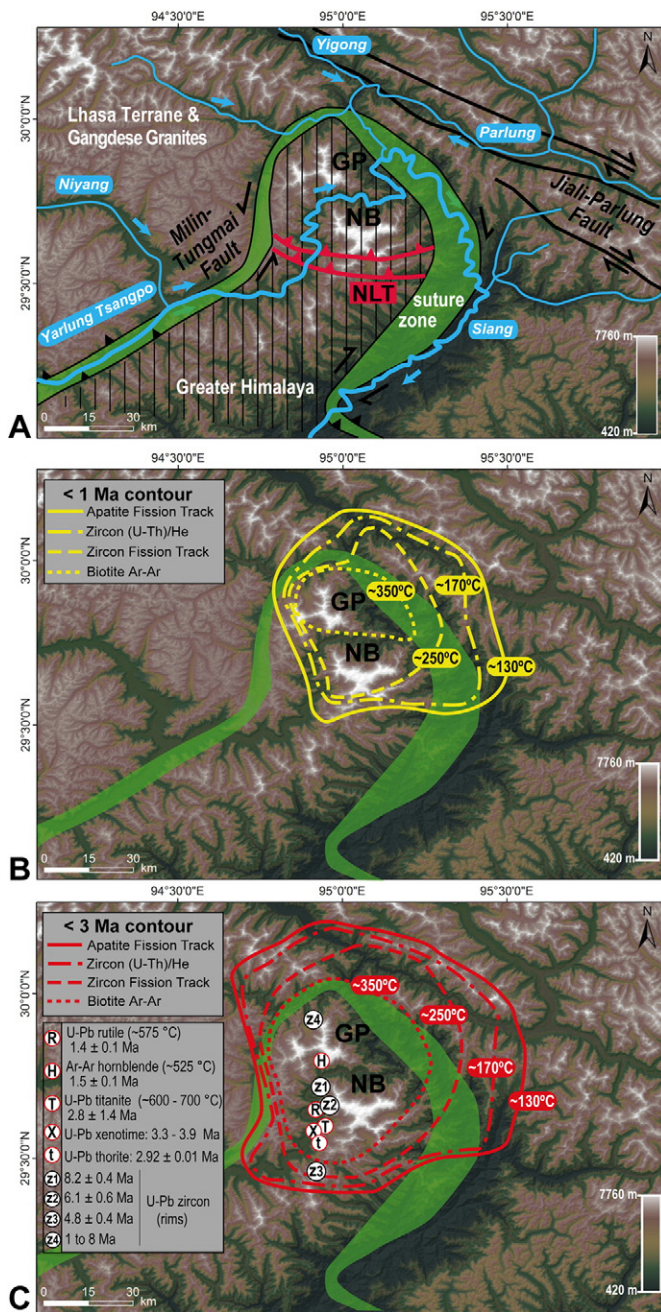 94°30'0"E 95°0'0"E 95°30'0"E
Yigong
N
Lhasa Terrane &
Gangdese Granites
30°0'0"N
Parlung
GP
Niyang
Milin-
Tungmai
Fault
NB
Jiali-Parlung
Fault
29°30'0"N
NLT
Yarlung Tsangpo
suture
zone
Siang
7760 m
Greater Himalaya
0 15 30
km
420 m
A
94°30'0"E 95°0'0"E 95°30'0"E
< 1 Ma contour
Apatite Fission Track
Zircon (U-Th)/He
Zircon Fission Track
Biotite Ar-Ar
N
30°0'0"N
~170ºC
~350ºC
GP
NB
~250ºC
~130ºC
29°30'0"N
7760 m
0 15 30
km
420 m
B
94°30'0"E 95°0'0"E 95°30'0"E
< 3 Ma contour
Apatite Fission Track
Zircon (U-Th)/He
Zircon Fission Track
Biotite Ar-Ar
N
30°0'0"N
~350ºC
~250ºC
~170ºC
~130ºC
z4
GP
H
z1
NB
R
z2
X
T
t
z3
R U-Pb rutile (~575 °C)
1.4 ± 0.1 Ma
H Ar-Ar hornblende (~525 °C)
1.5 ± 0.1 Ma
T U-Pb titanite (~600 - 700 °C)
2.8 ± 1.4 Ma
X U-Pb xenotime: 3.3 - 3.9 Ma
t U-Pb thorite: 2.92 ± 0.01 Ma
z1 8.2 ± 0.4 Ma
z2 6.1 ± 0.6 Ma
z3 4.8 ± 0.4 Ma
z4 1 to 8 Ma
U-Pb zircon
(rims)
29°30'0"N
7760 m
0 15 30
km
420 m
C